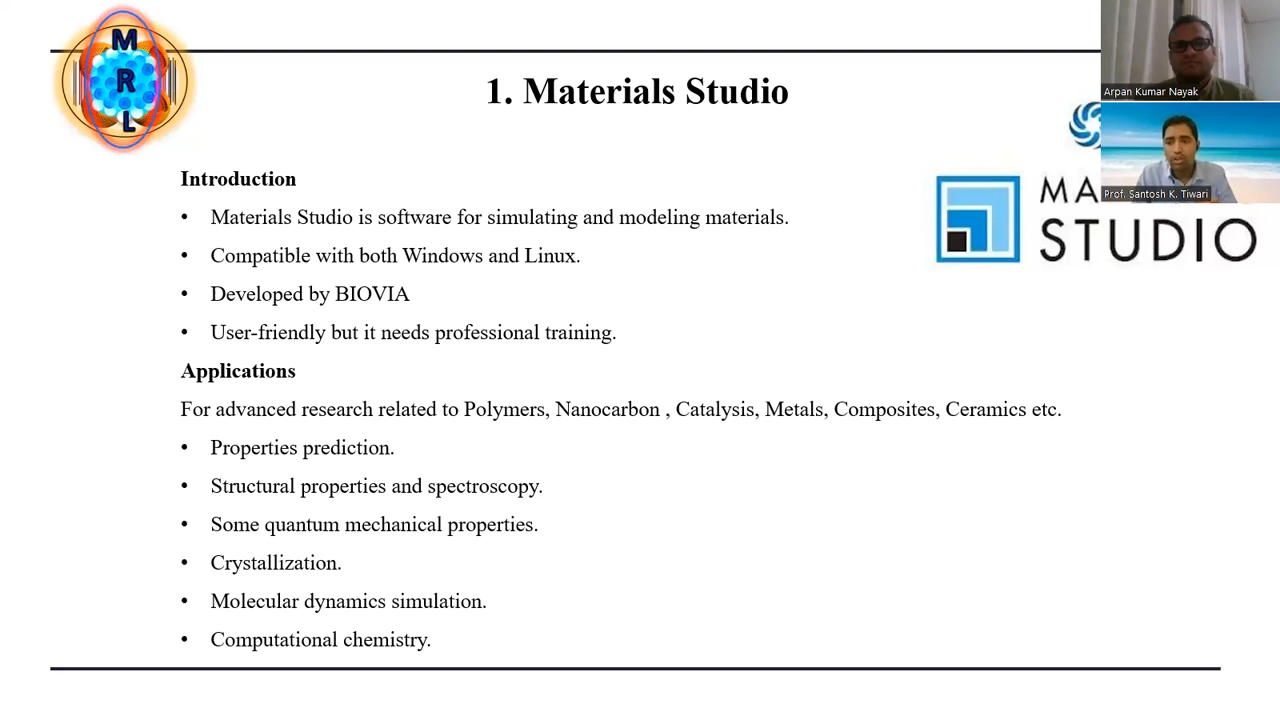 M
R
L
1. Materials Studio
Arpan Kumar Nayak
Prof. Santosh K. Tiwari
MA
STUDIO
Introduction
• Materials Studio is software for simulating and modeling materials.
• Compatible with both Windows and Linux.
• Developed by BIOVIA
• User-friendly but it needs professional training.
Applications
For advanced research related to Polymers, Nanocarbon , Catalysis, Metals, Composites, Ceramics etc.
• Properties prediction.
• Structural properties and spectroscopy.
• Some quantum mechanical properties.
• Crystallization.
• Molecular dynamics simulation.
• Computational chemistry.